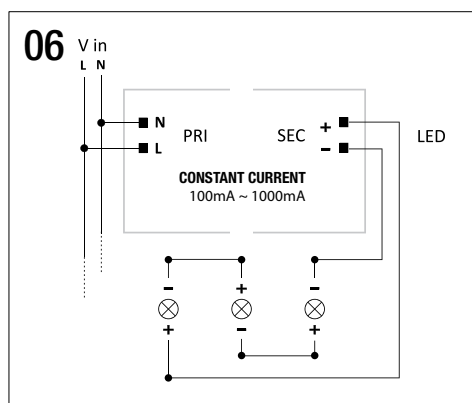 06 V in
L N
N PRI SEC + LED
L -
CONSTANT CURRENT
100mA ~ 1000mA
- + -
+ - +